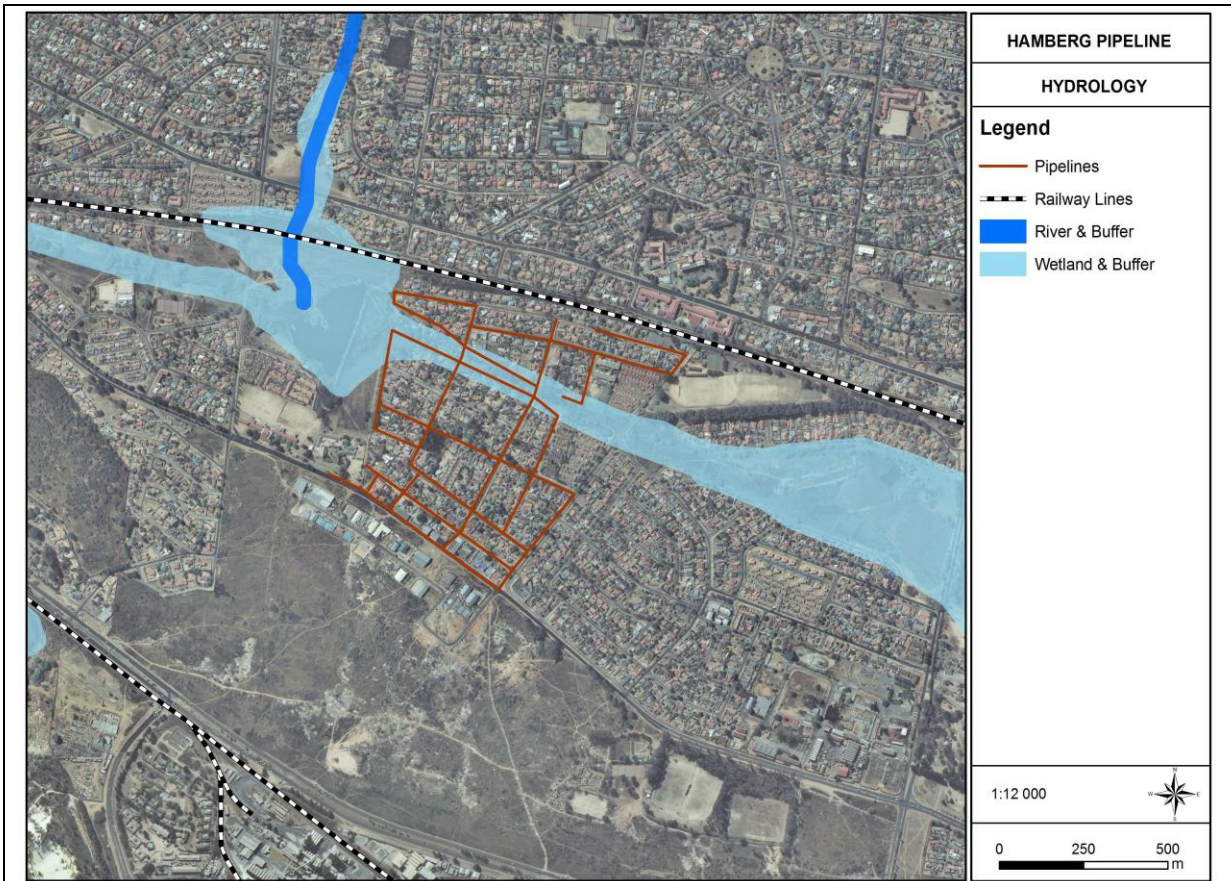 HAMBERG PIPELINE
HYDROLOGY
Legend
Pipelines
Railway Lines
River & Buffer
Wetland & Buffer
1:12 000
N
W
E
S
0 250 500
m